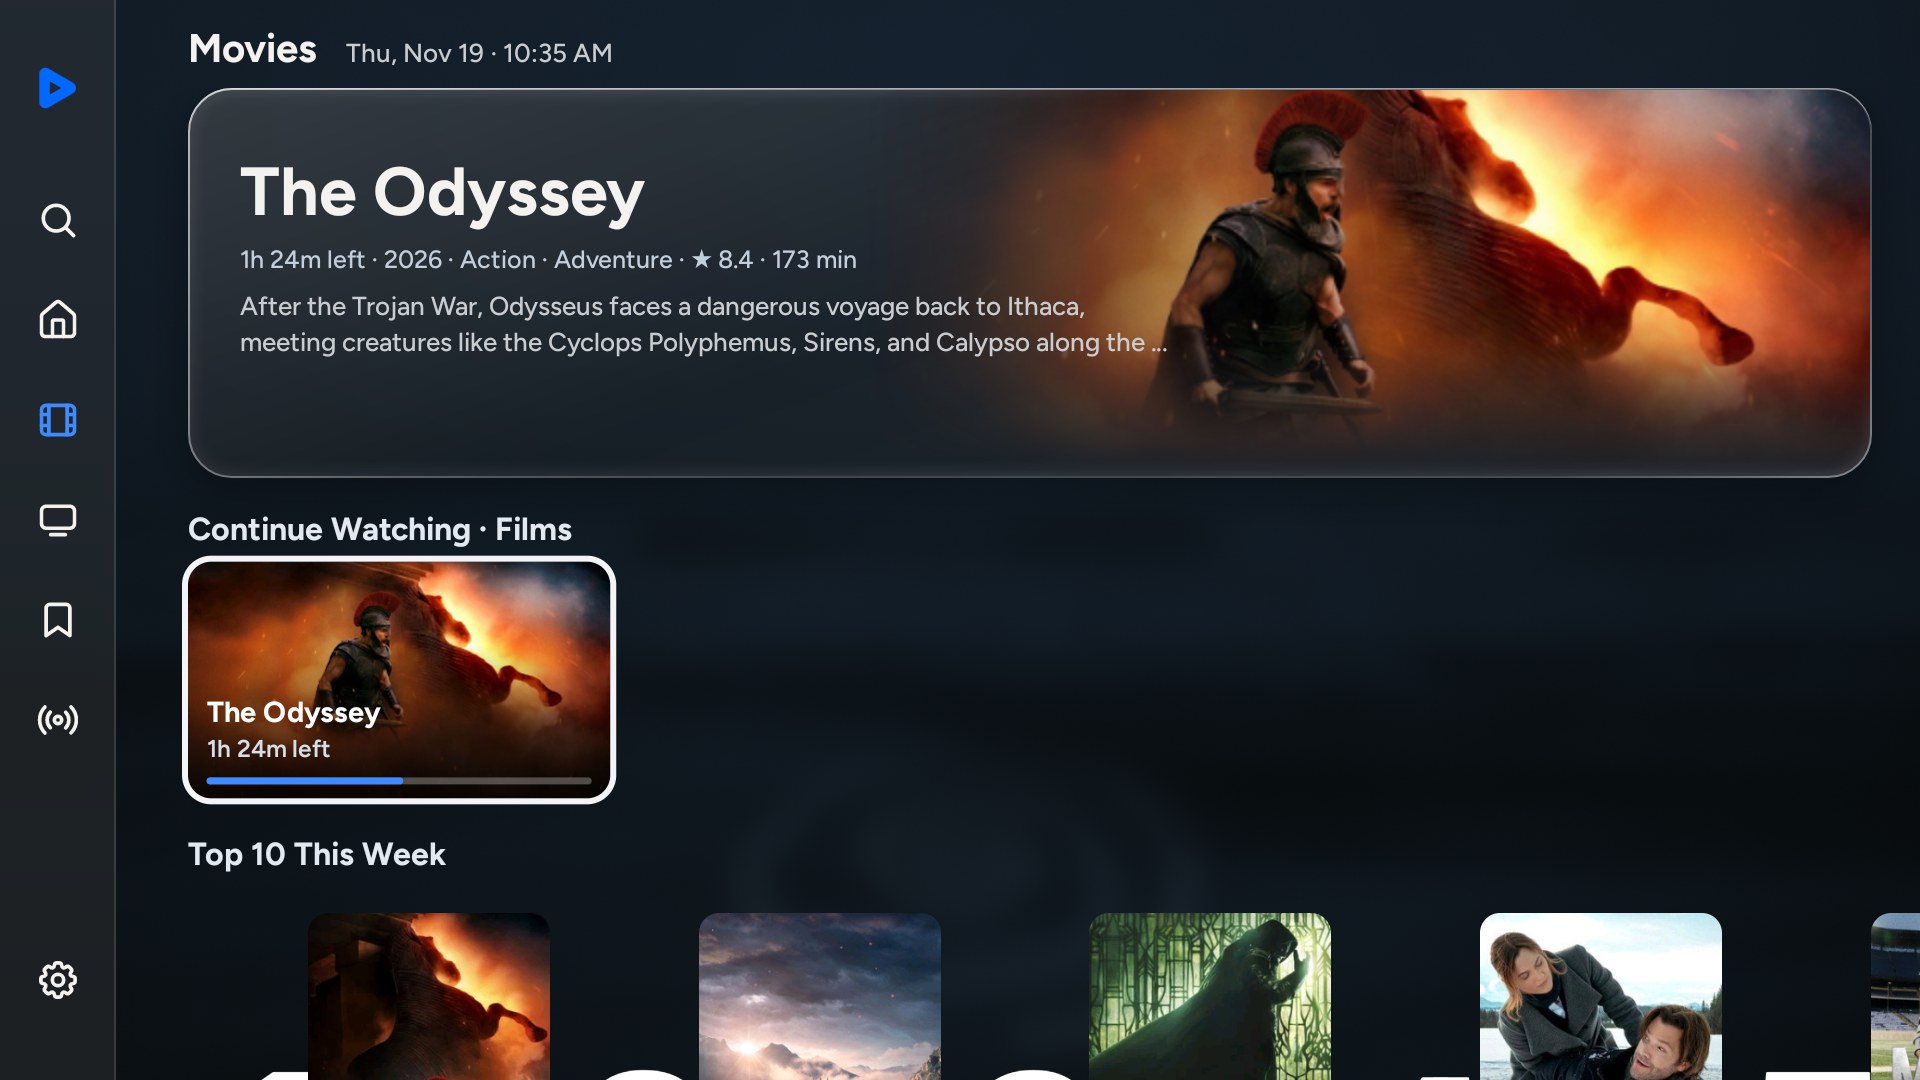 Movies Thu, Nov 19 · 10:35 AM
The Odyssey
1h 24m left · 2026 · Action · Adventure · ★ 8.4 · 173 min
After the Trojan War, Odysseus faces a dangerous voyage back to Ithaca,
meeting creatures like the Cyclops Polyphemus, Sirens, and Calypso along the ...
Continue Watching · Films
The Odyssey
1h 24m left
Top 10 This Week